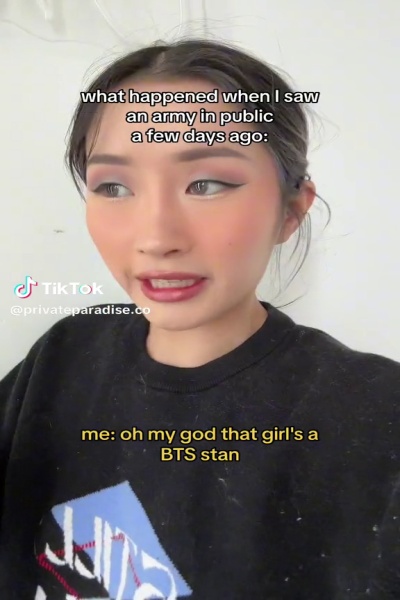 what happened when I saw
an army in public
a few days ago:
TikTok
@privateparadise.co
me: oh my god that girl's a
BTS stan